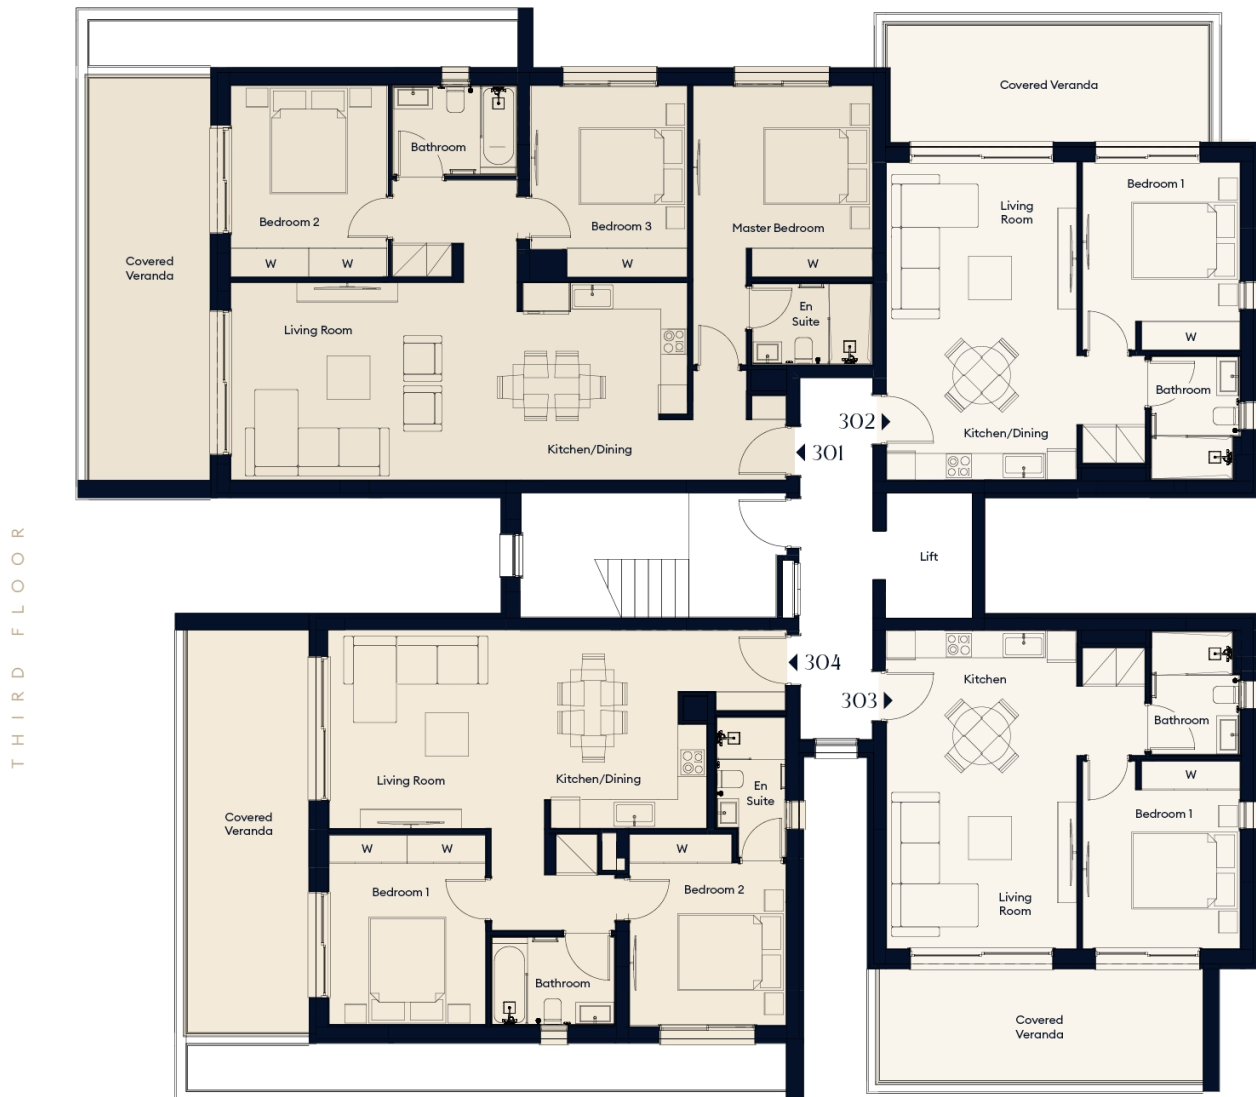 THIRD FLOOR
Covered Veranda
Bathroom
Bedroom 1
Living
Room
Bedroom 2
Bedroom 3
Master Bedroom
W
W
W
W
Covered
Veranda
En
Suite
Living Room
W
Bathroom
302
301
Kitchen/Dining
Kitchen/Dining
Lift
304
303
Kitchen
Bathroom
Living Room
Kitchen/Dining
En
Suite
W
Covered
Veranda
Bedroom 1
W
W
W
Bedroom 1
Bedroom 2
Living
Room
Bathroom
Covered
Veranda